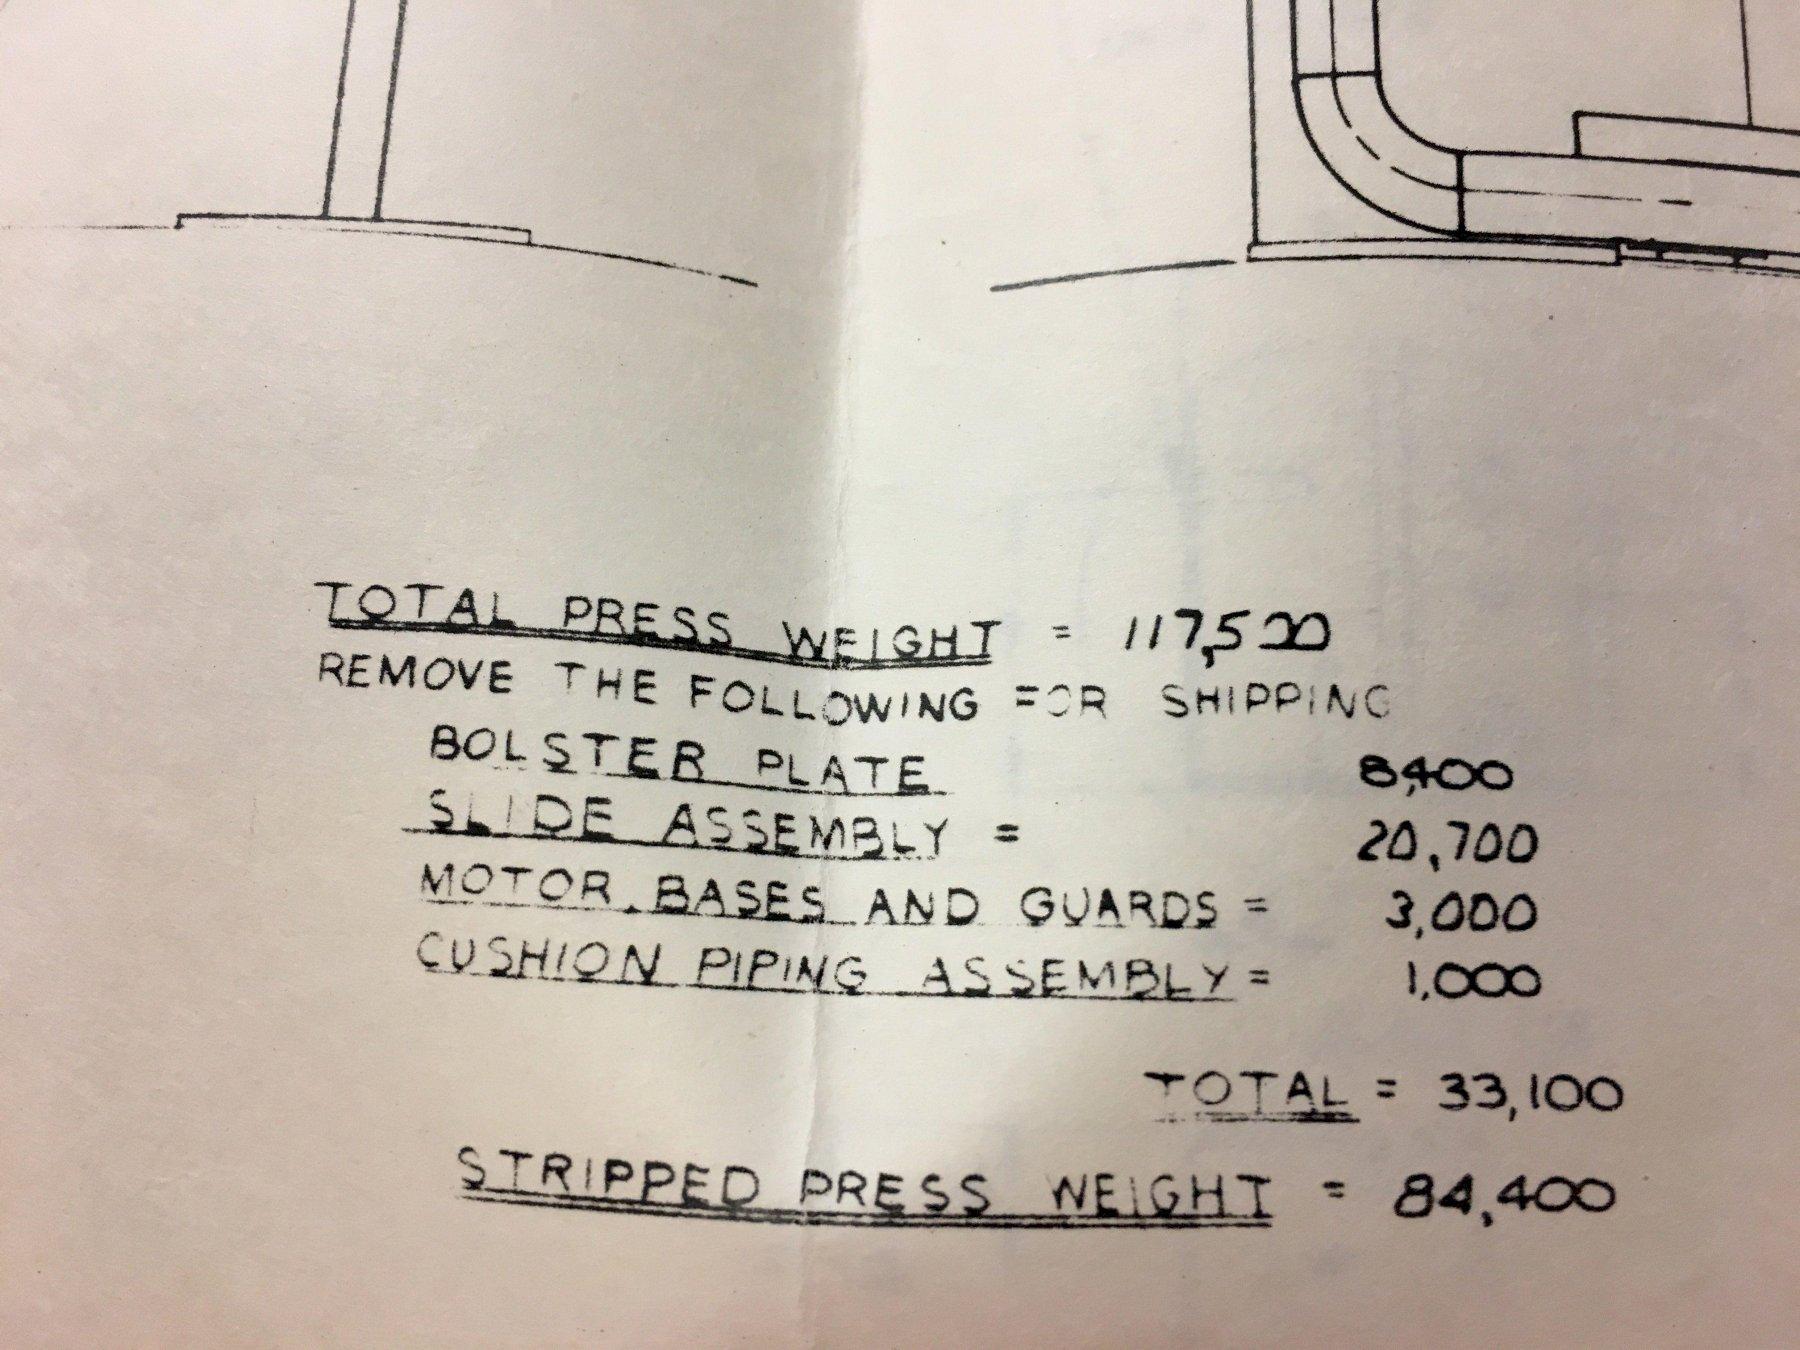 TOTAL PRESS WEIGHT = 117,500
REMOVE THE FOLLOWING FOR SHIPPING
BOLSTER PLATE 8,400
SLIDE ASSEMBLY = 20,700
MOTOR, BASES AND GUARDS = 3,000
CUSHION PIPING ASSEMBLY = 1,000
TOTAL = 33,100
STRIPPED PRESS WEIGHT = 84,400